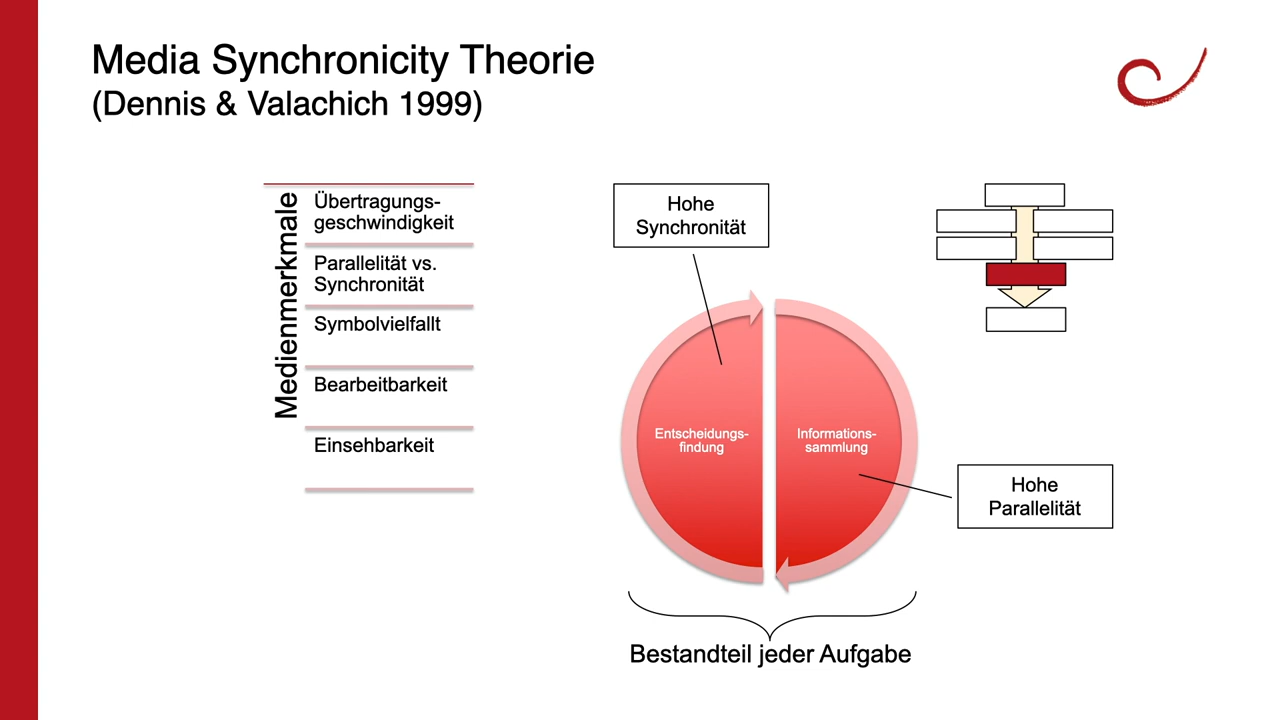 Media Synchronicity Theorie
(Dennis & Valachich 1999)
Medienmerkmale
Übertragungs-
geschwindigkeit
Parallelität vs.
Synchronität
Symbolvielfallt
Bearbeitbarkeit
Einsehbarkeit
Hohe
Synchronität
Entscheidungs-
findung
Informations-
sammlung
Hohe
Parallelität
Bestandteil jeder Aufgabe